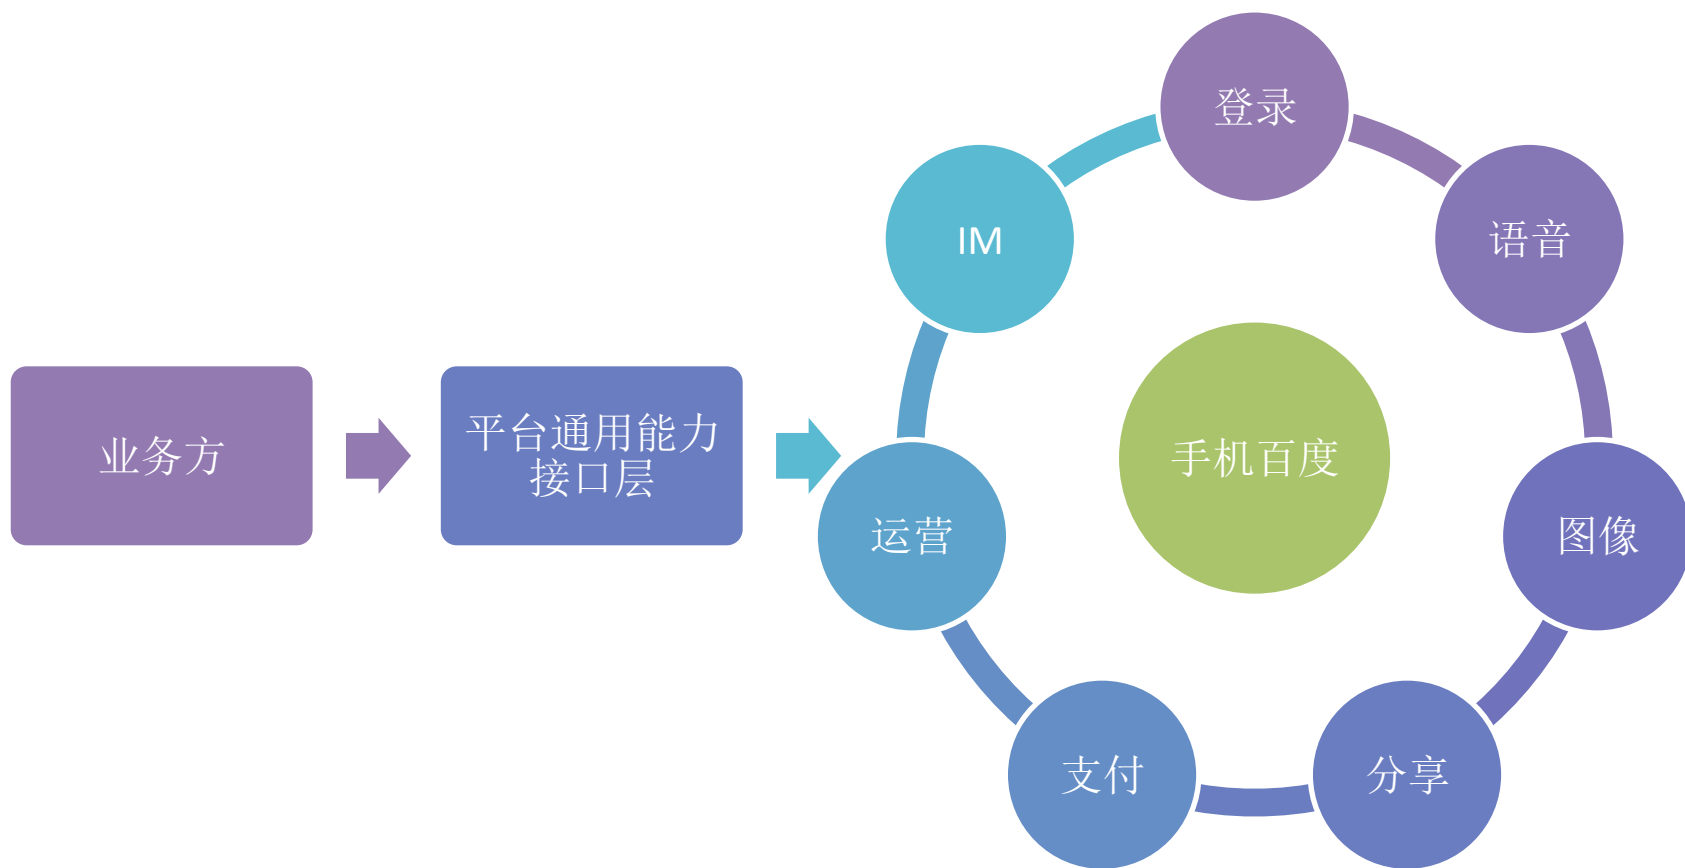 业务方
平台通用能力
接口层
登录
语音
图像
分享
支付
运营
IM
手机百度